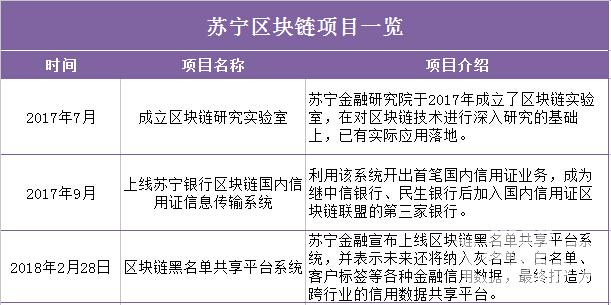 苏宁区块链项目一览
时间 项目名称 项目介绍
2017年7月 成立区块链研究实验室 苏宁金融研究院于2017年成立了区块链实验
室，在对区块链技术进行深入研究的基础
上，已有实际应用落地。
2017年9月 上线苏宁银行区块链国内信
用证信息传输系统
利用该系统开出首笔国内信用证业务，成为
继中信银行、民生银行后加入国内信用证区
块链联盟的第三家银行。
2018年2月28日 区块链黑名单共享平台系统 苏宁金融宣布上线区块链黑名单共享平台系
统，并表示未来还将纳入灰名单、白名单、
客户标签等各种金融信用数据，最终打造为
跨行业的信用数据共享平台。